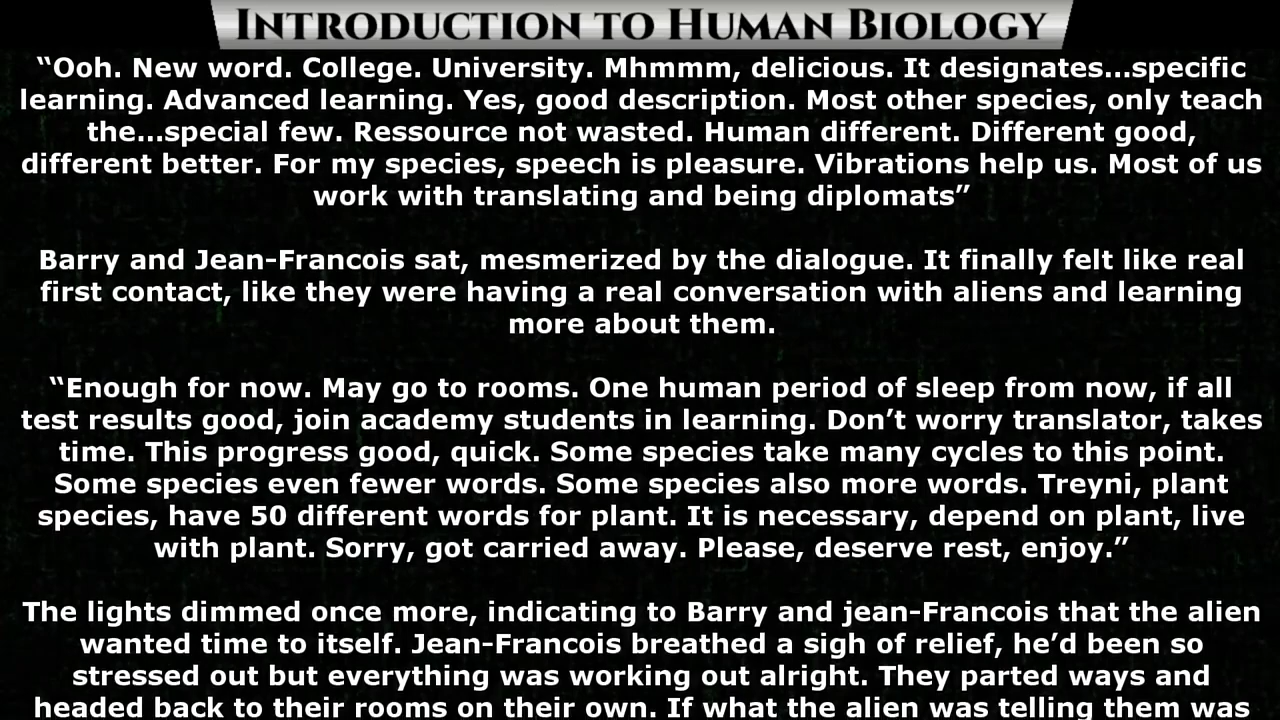 Introduction to Human Biology
“Ooh. New word. College. University. Mhmmm, delicious. It designates...specific
learning. Advanced learning. Yes, good description. Most other species, only teach
the...special few. Ressource not wasted. Human different. Different good,
different better. For my species, speech is pleasure. Vibrations help us. Most of us
work with translating and being diplomats”
Barry and Jean-Francois sat, mesmerized by the dialogue. It finally felt like real
first contact, like they were having a real conversation with aliens and learning
more about them.
“Enough for now. May go to rooms. One human period of sleep from now, if all
test results good, join academy students in learning. Don’t worry translator, takes
time. This progress good, quick. Some species take many cycles to this point.
Some species even fewer words. Some species also more words. Treyni, plant
species, have 50 different words for plant. It is necessary, depend on plant, live
with plant. Sorry, got carried away. Please, deserve rest, enjoy.”
The lights dimmed once more, indicating to Barry and jean-Francois that the alien
wanted time to itself. Jean-Francois breathed a sigh of relief, he’d been so
stressed out but everything was working out alright. They parted ways and
headed back to their rooms on their own. If what the alien was telling them was